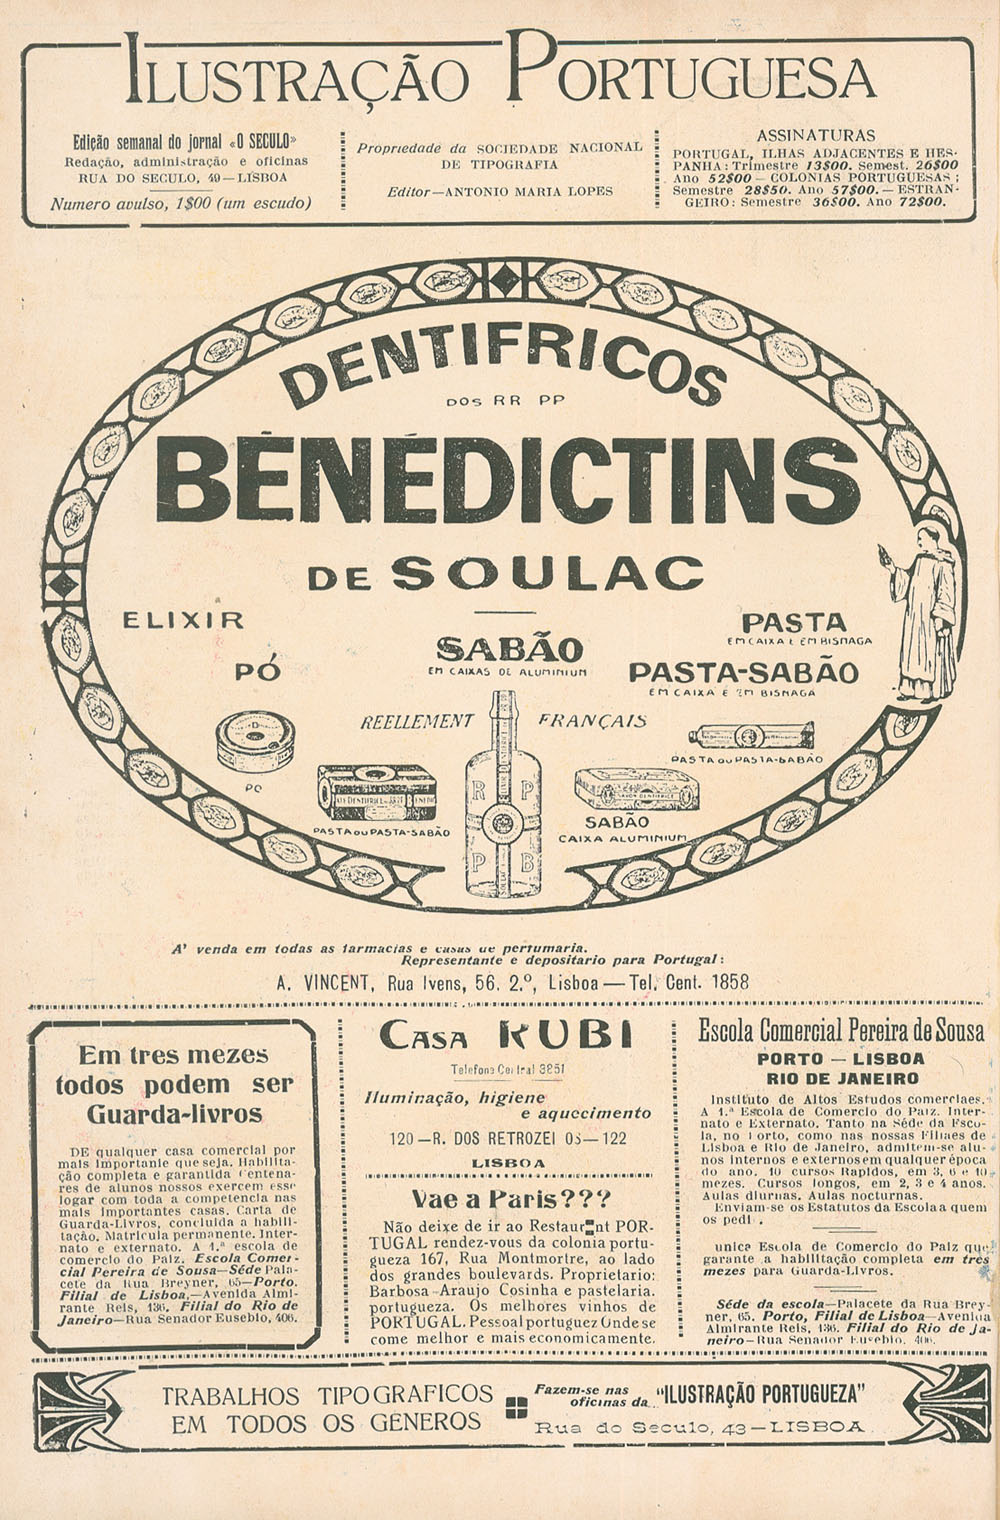 ILUSTRAÇÃO PORTUGUESA
Edição semanal do jornal «O SECULO»
Redação, administração e oficinas
RUA DO SECULO, 49—LISBOA
Numero avulso, 1$00 (um escudo)
Propriedade da SOCIEDADE NACIONAL
DE TIPOGRAFIA
Editor—ANTONIO MARIA LOPES
ASSINATURAS
PORTUGAL, ILHAS ADJACENTES E HES-
PANHA: Trimestre 13$00. Semest. 26$00
Ano 52$00—COLONIAS PORTUGUESAS;
Semestre 28$50. Ano 57$00.—ESTRAN-
GEIRO: Semestre 36$00. Ano 72$00.
DENTIFRICOS
DOS RR PP
BÉNÉDICTINS
DE SOULAC
ELIXIR
PÓ
SABÃO
EM CAIXAS DE ALUMINIUM
PASTA
EM CAIXA E EM BISNAGA
PASTA-SABÃO
EM CAIXA E EM BISNAGA
RÉELLEMENT FRANÇAIS
PO
PASTA OU PASTA-SABÃO
R P
P B
SABÃO
CAIXA ALUMINIUM
PASTA OU PASTA-SABÃO
A' venda em todas as farmacias e casas de perfumaria.
Representante e depositario para Portugal:
A. VINCENT, Rua Ivens, 56. 2.º, Lisboa—Tel. Cent. 1858
Em tres mezes
todos podem ser
Guarda-livros
DE qualquer casa comercial por
mais importante que seja. Habilita-
ção completa e garantida Centena-
res de alunos nossos exercem esse
logar com toda a competencia nas
mais importantes casas. Carta de
Guarda-Livros, concluida a habili-
tação. Matricula permanente. Inter-
nato e externato. A 1.ª escola de
comercio do Paiz. Escola Comer-
cial Pereira de Sousa—Séde Pala-
cete da Rua Breyner, 65—Porto.
Filial de Lisboa,—Avenida Almi-
rante Reis, 136. Filial do Rio de
Janeiro—Rua Senador Eusebio, 406.
CASA RUBI
Telefone Central 3851
Iluminação, higiene
e aquecimento
120—R. DOS RETROZEI OS—122
LISBOA
Vae a Paris???
Não deixe de ir ao Restaurant POR-
TUGAL rendez-vous da colonia portu-
gueza 167, Rua Montmortre, ao lado
dos grandes boulevards. Proprietario:
Barbosa Araujo Cosinha e pastelaria.
portugueza. Os melhores vinhos de
PORTUGAL. Pessoal portuguez Onde se
come melhor e mais economicamente.
Escola Comercial Pereira de Sousa
PORTO — LISBOA
RIO DE JANEIRO
Instituto de Altos Estudos comerciaes.
A 1.ª Escola de Comercio do Paiz. Inter-
nato e Externato. Tanto na Séde da Esco-
la, no Porto, como nas nossas Filiaes de
Lisboa e Rio de Janeiro, admitem-se alu-
nos internos e externos em qualquer época
do ano. 10 cursos Rapidos, em 3, 6 e 10
mezes. Cursos longos, em 2, 3 e 4 anos.
Aulas diurnas. Aulas nocturnas.
Enviam-se os Estatutos da Escola a quem
os pedi .
unica Escola de Comercio do Paiz que
garante a habilitação completa em tres
mezes para Guarda-Livros.
Séde da escola—Palacete da Rua Brey-
ner, 65. Porto, Filial de Lisboa—Avenida
Almirante Reis, 136. Filial do Rio de Ja-
neiro—Rua Senador Eusebio, 406.
TRABALHOS TIPOGRAFICOS
EM TODOS OS GENEROS
Fazem-se nas
oficinas da "ILUSTRAÇÃO PORTUGUEZA"
Rua do Seculo, 43—LISBOA